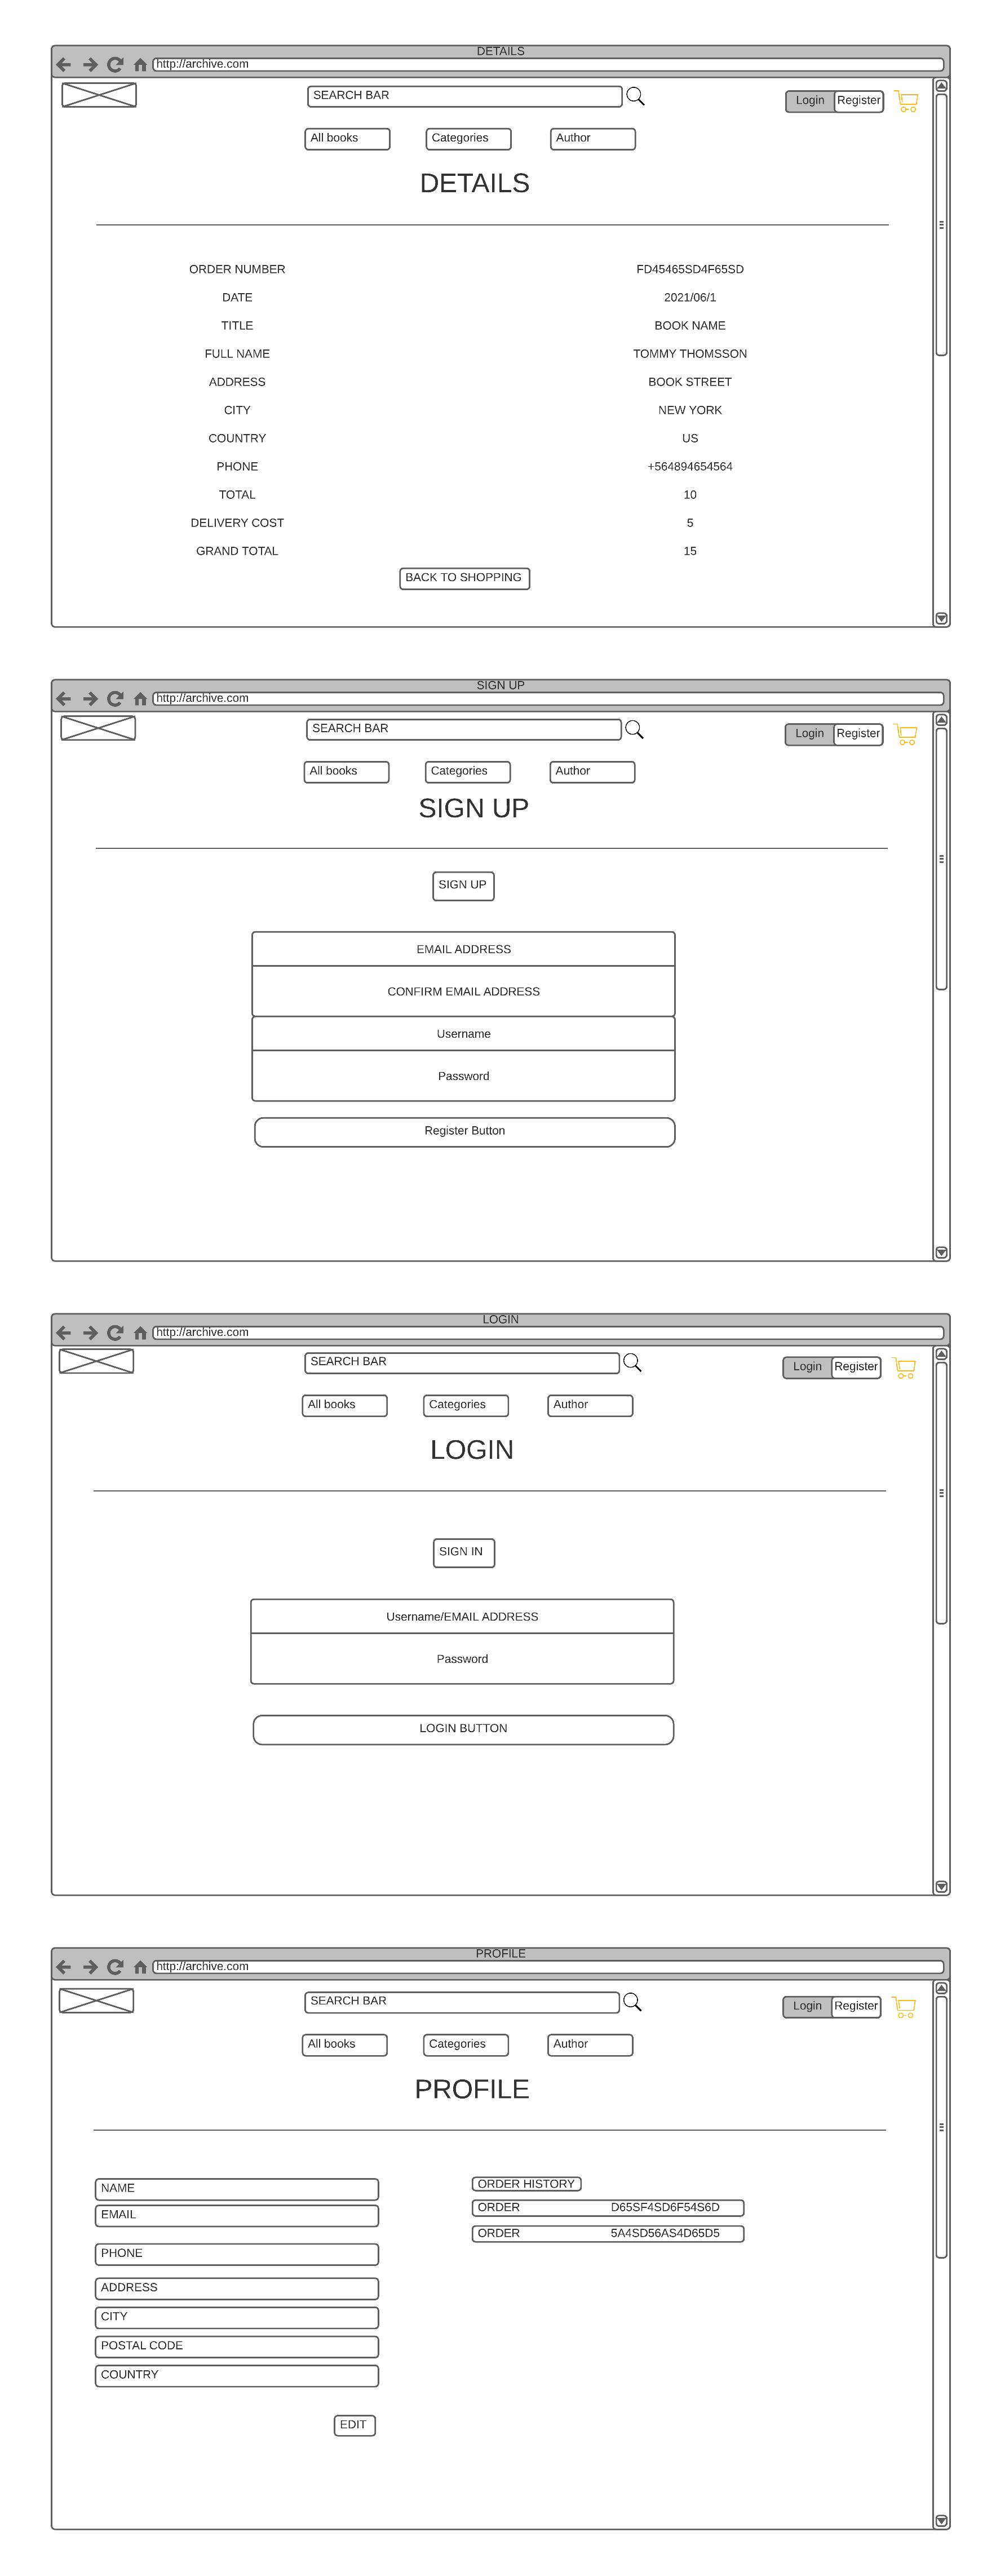 DETAILS
http://archive.com
SEARCH BAR
Login Register
All books Categories Author
DETAILS
ORDER NUMBER FD45465SD4F65SD
DATE 2021/06/1
TITLE BOOK NAME
FULL NAME TOMMY THOMSSON
ADDRESS BOOK STREET
CITY NEW YORK
COUNTRY US
PHONE +564894654564
TOTAL 10
DELIVERY COST 5
GRAND TOTAL 15
BACK TO SHOPPING
SIGN UP
http://archive.com
SEARCH BAR
Login Register
All books Categories Author
SIGN UP
SIGN UP
EMAIL ADDRESS
CONFIRM EMAIL ADDRESS
Username
Password
Register Button
LOGIN
http://archive.com
SEARCH BAR
Login Register
All books Categories Author
LOGIN
SIGN IN
Username/EMAIL ADDRESS
Password
LOGIN BUTTON
PROFILE
http://archive.com
SEARCH BAR
Login Register
All books Categories Author
PROFILE
NAME
EMAIL
PHONE
ADDRESS
CITY
POSTAL CODE
COUNTRY
EDIT
ORDER HISTORY
ORDER D65SF4SD6F54S6D
ORDER 5A4SD56AS4D65D5